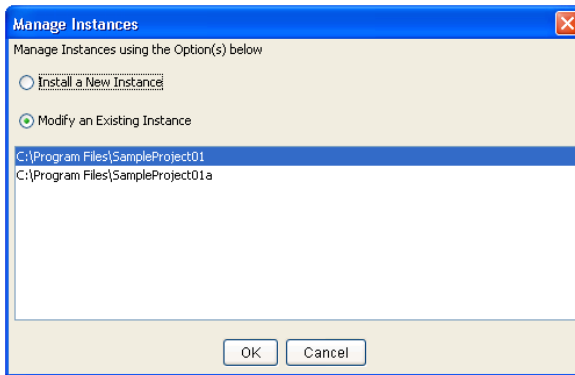 Manage Instances
Manage Instances using the Option(s) below
Install a New Instance
Modify an Existing Instance
C:\Program Files\SampleProject01
C:\Program Files\SampleProject01a
OK Cancel